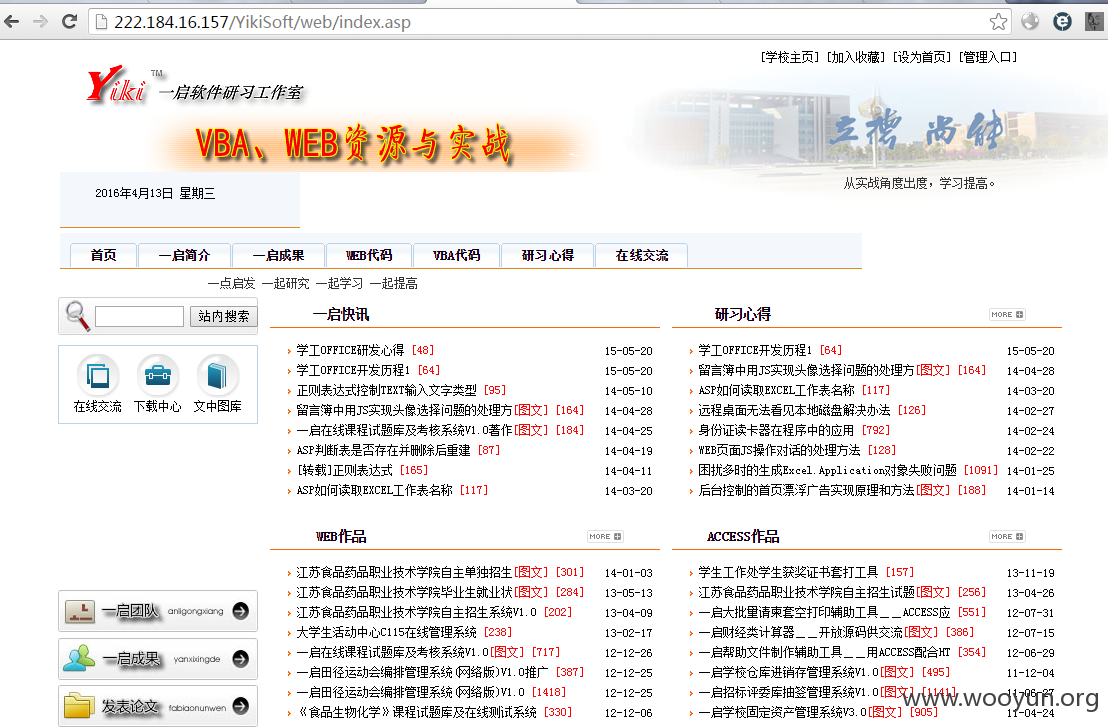 222.184.16.157/YikiSoft/web/index.asp
[学校主页] [加入收藏] [设为首页] [管理入口]
Yiki TM 一启软件研习工作室
VBA、WEB资源与实战
立博 尚能
从实战角度出度，学习提高。
2016年4月13日 星期三
首页 一启简介 一启成果 WEB代码 VBA代码 研习心得 在线交流
一点启发 一起研究 一起学习 一起提高
站内搜索
在线交流 下载中心 文中图库
一启快讯
学工OFFICE研发心得 [48] 15-05-20
学工OFFICE开发历程1 [64] 15-05-20
正则表达式控制TEXT输入文字类型 [95] 14-05-10
留言簿中用JS实现头像选择问题的处理方[图文] [164] 14-04-28
一启在线课程试题库及考核系统V1.0著作[图文] [184] 14-04-25
ASP判断表是否存在并删除后重建 [87] 14-04-19
[转载]正则表达式 [165] 14-04-11
ASP如何读取EXCEL工作表名称 [117] 14-03-20
研习心得 MORE
学工OFFICE开发历程1 [64] 15-05-20
留言簿中用JS实现头像选择问题的处理方[图文] [164] 14-04-28
ASP如何读取EXCEL工作表名称 [117] 14-03-20
远程桌面无法看见本地磁盘解决办法 [126] 14-02-27
身份证读卡器在程序中的应用 [792] 14-02-24
WEB页面JS操作对话的处理方法 [128] 14-02-22
困扰多时的生成Excel.Application对象失败问题 [1091] 14-01-25
后台控制的首页漂浮广告实现原理和方法[图文] [188] 14-01-14
WEB作品 MORE
江苏食品药品职业技术学院自主单独招生[图文] [301] 14-01-03
江苏食品药品职业技术学院毕业生就业状[图文] [284] 13-05-13
江苏食品药品职业技术学院自主招生系统V1.0 [202] 13-04-09
大学生活动中心C115在线管理系统 [238] 13-02-17
一启在线课程试题库及考核系统V1.0[图文] [717] 12-12-26
一启田径运动会编排管理系统(网络版)V1.0推广 [387] 12-12-25
一启田径运动会编排管理系统(网络版)V1.0 [1418] 12-12-25
《食品生物化学》课程试题库及在线测试系统 [330] 12-12-06
ACCESS作品 MORE
学生工作处学生获奖证书套打工具 [157] 13-11-19
江苏食品药品职业技术学院自主招生试题[图文] [256] 13-04-26
一启大批量请柬套空打印辅助工具__ACCESS应 [551] 12-07-31
一启财经类计算器__开放源码供交流[图文] [386] 12-07-15
一启帮助文件制作辅助工具__用ACCESS配合HT [354] 12-06-29
一启学校仓库进销存管理系统V1.0[图文] [495] 11-12-04
一启招标评委库抽签管理系统V1.0[图文] [1141] 11-06-27
一启学校固定资产管理系统V3.0[图文] [905] 11-04-24
一启团队 anligongxiang
一启成果 yanxixingde
发表论文 fabiaonunwen
www.wooyun.org